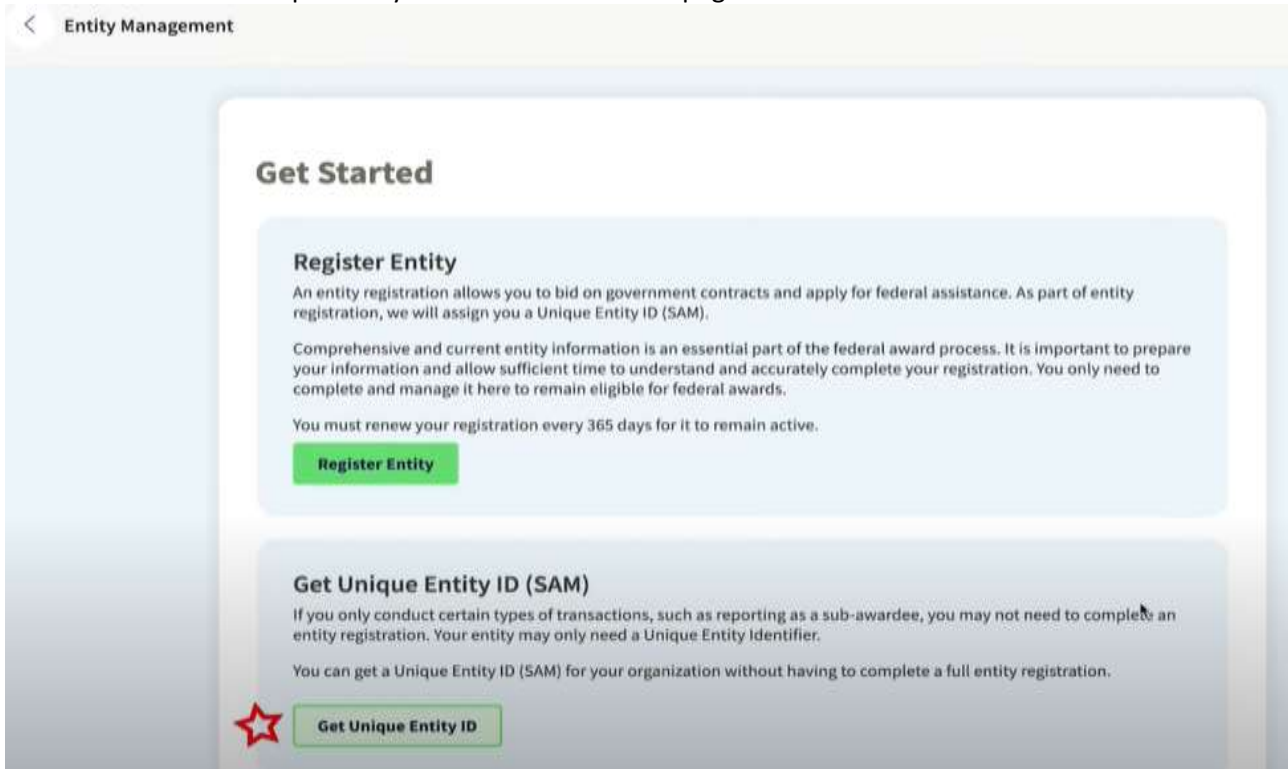 Entity Management
Get Started
Register Entity
An entity registration allows you to bid on government contracts and apply for federal assistance. As part of entity
registration, we will assign you a Unique Entity ID (SAM).
Comprehensive and current entity information is an essential part of the federal award process. It is important to prepare
your information and allow sufficient time to understand and accurately complete your registration. You only need to
complete and manage it here to remain eligible for federal awards.
You must renew your registration every 365 days for it to remain active.
Register Entity
Get Unique Entity ID (SAM)
If you only conduct certain types of transactions, such as reporting as a sub-awardee, you may not need to complete an
entity registration. Your entity may only need a Unique Entity Identifier.
You can get a Unique Entity ID (SAM) for your organization without having to complete a full entity registration.
Get Unique Entity ID